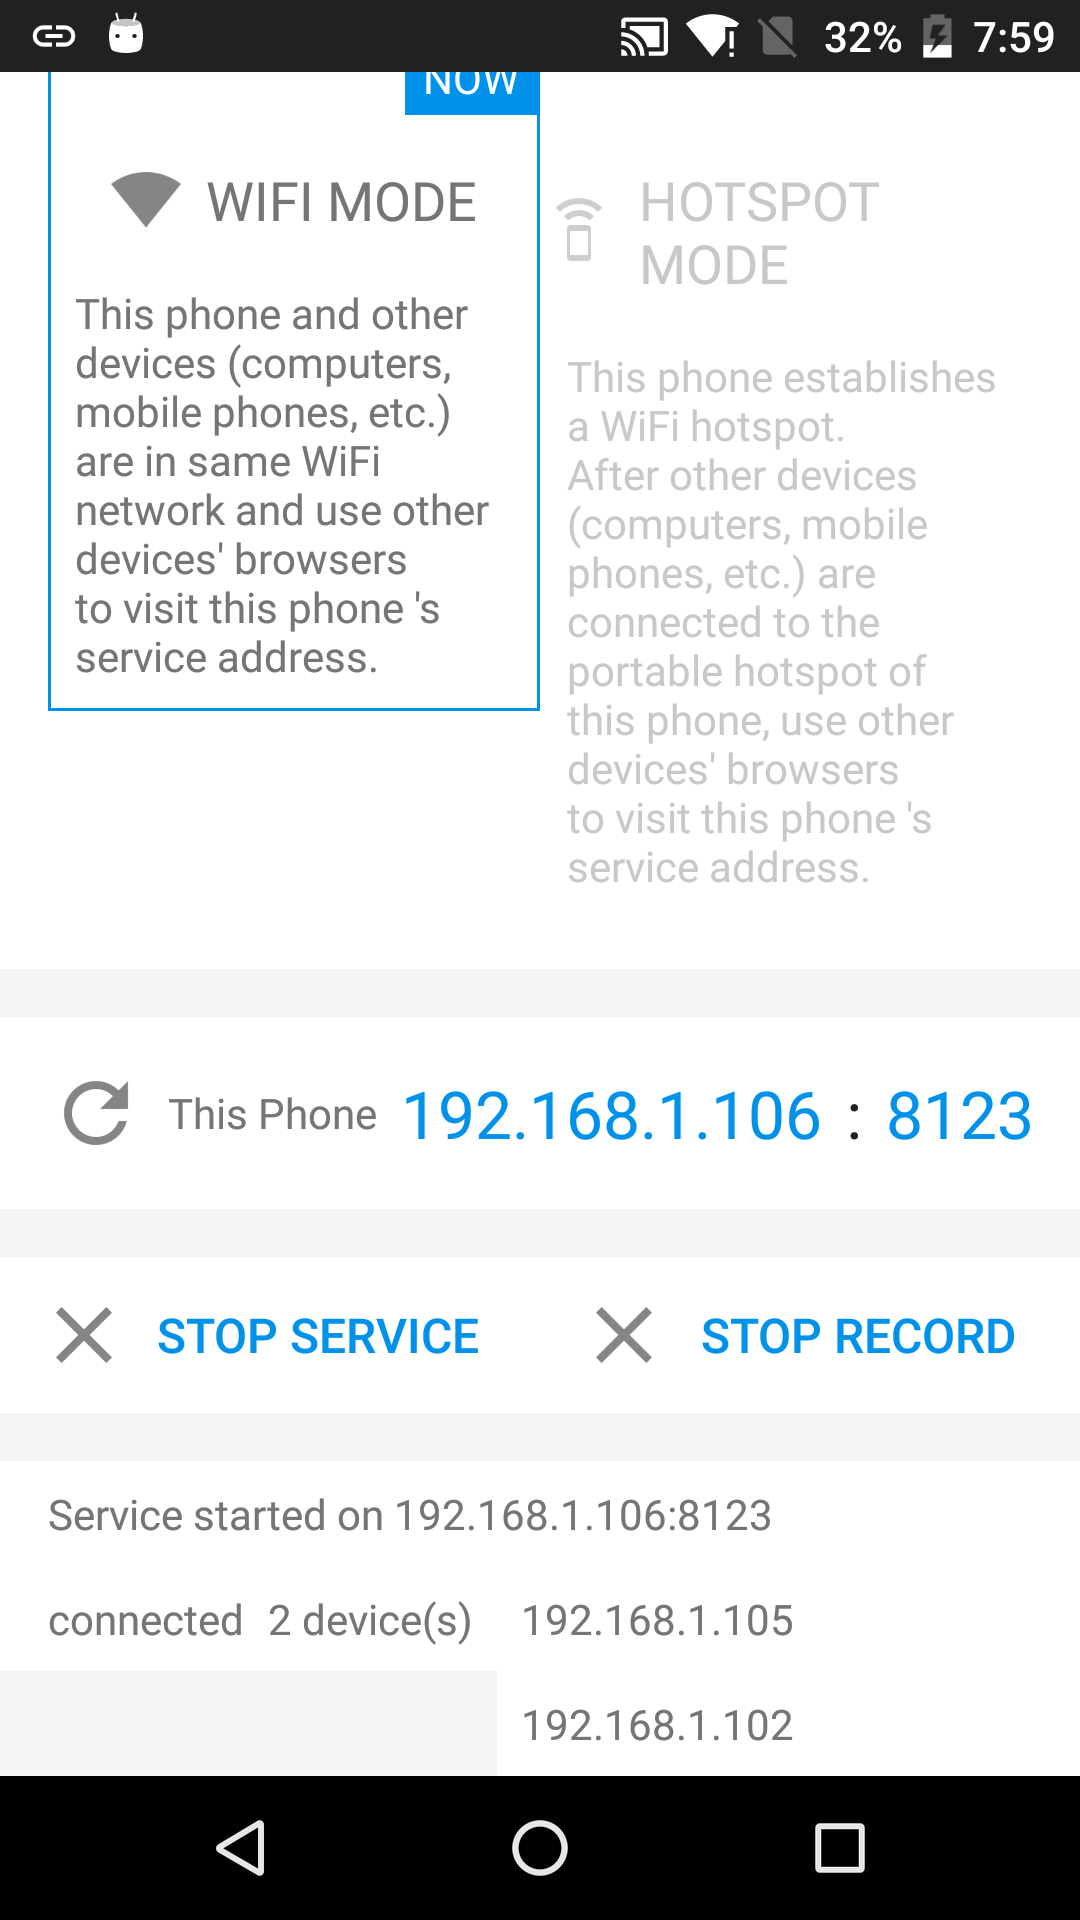 32% 7:59
NOW
WIFI MODE
This phone and other
devices (computers,
mobile phones, etc.)
are in same WiFi
network and use other
devices' browsers
to visit this phone 's
service address.
HOTSPOT
MODE
This phone establishes
a WiFi hotspot.
After other devices
(computers, mobile
phones, etc.) are
connected to the
portable hotspot of
this phone, use other
devices' browsers
to visit this phone 's
service address.
This Phone 192.168.1.106 : 8123
STOP SERVICE STOP RECORD
Service started on 192.168.1.106:8123
connected 2 device(s) 192.168.1.105
192.168.1.102